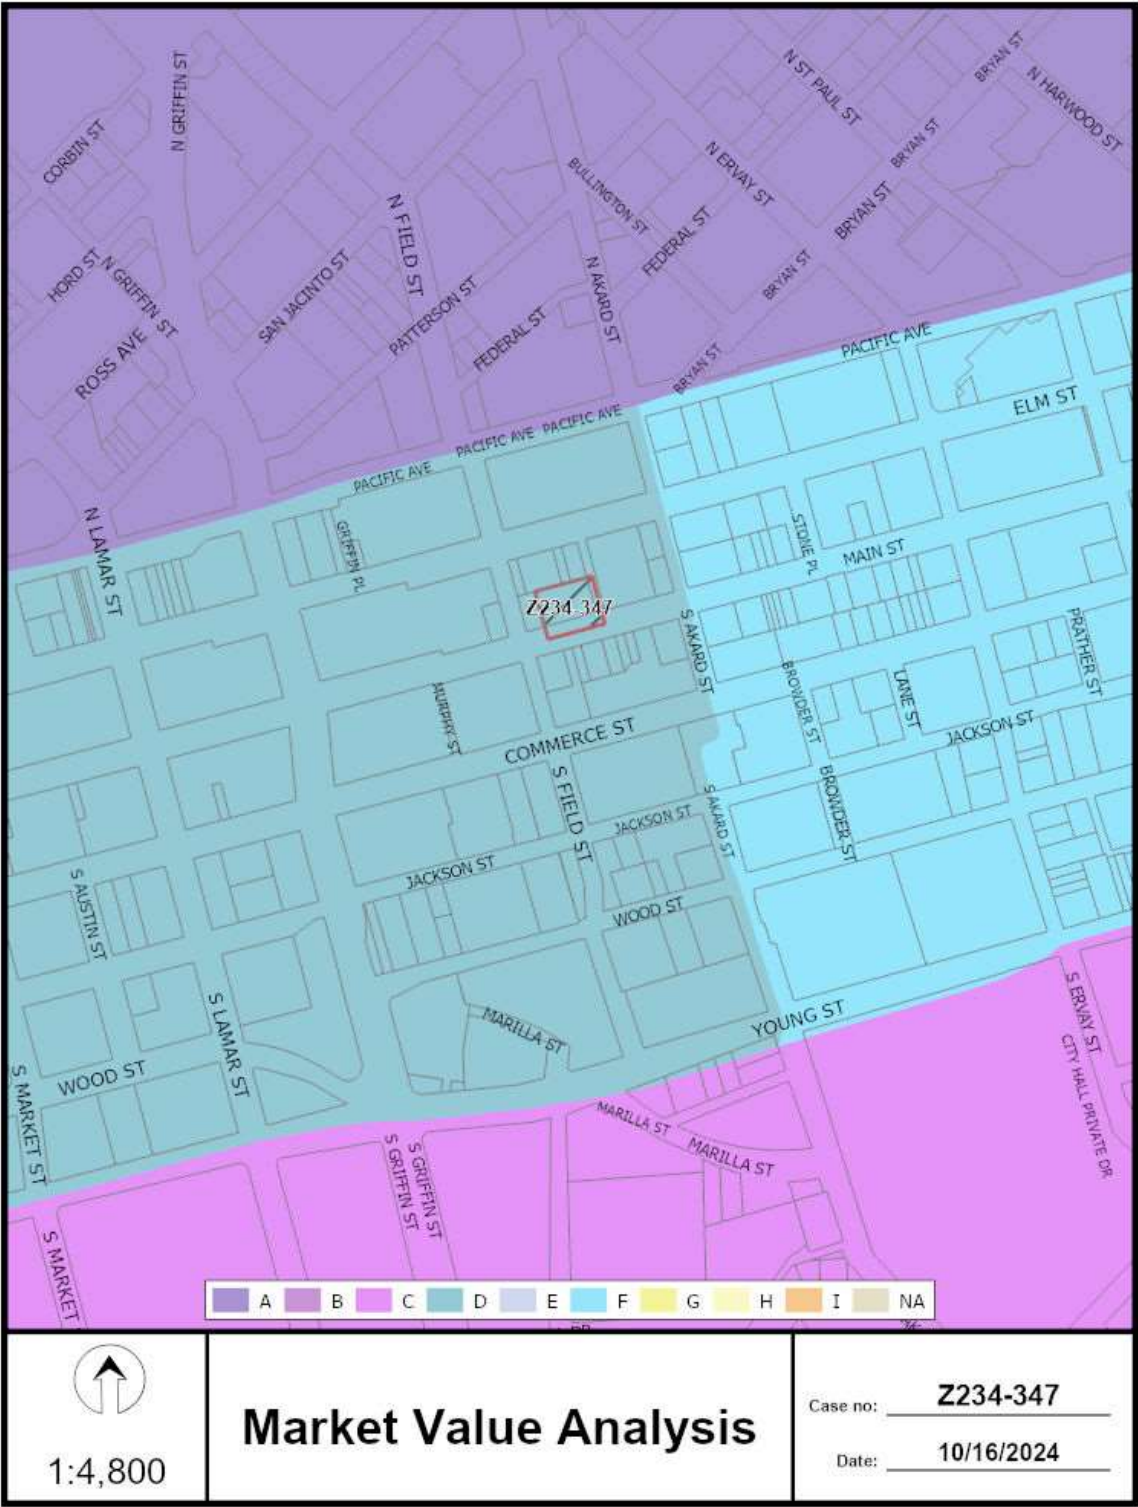 N GRIFFIN ST
BRYAN ST
N ST PAUL ST
N HARWOOD ST
CORBIN ST
BRYAN ST
N ERVAY ST
BULLINGTON ST
BRYAN ST
N FIELD ST
FEDERAL ST
HORD ST
N GRIFFIN ST
SAN JACINTO ST
N AKARD ST
BRYAN ST
PATTERSON ST
FEDERAL ST
ROSS AVE
PACIFIC AVE
BRYAN ST
ELM ST
PACIFIC AVE
PACIFIC AVE
PACIFIC AVE
N LAMAR ST
GRIFFIN PL
STONE PL
MAIN ST
Z234-347
S AKARD ST
PRATHER ST
MURPHY ST
BROWDER ST
LANE ST
COMMERCE ST
JACKSON ST
S FIELD ST
BROWDER ST
S AKARD ST
JACKSON ST
JACKSON ST
S AUSTIN ST
WOOD ST
S LAMAR ST
MARILLA ST
YOUNG ST
S ERVAY ST
WOOD ST
S MARKET ST
CITY HALL PRIVATE DR
MARILLA ST
MARILLA ST
S GRIFFIN ST
S GRIFFIN ST
S MARKET
A B C D E F G H I NA
1:4,800
Market Value Analysis
Case no: Z234-347
Date: 10/16/2024